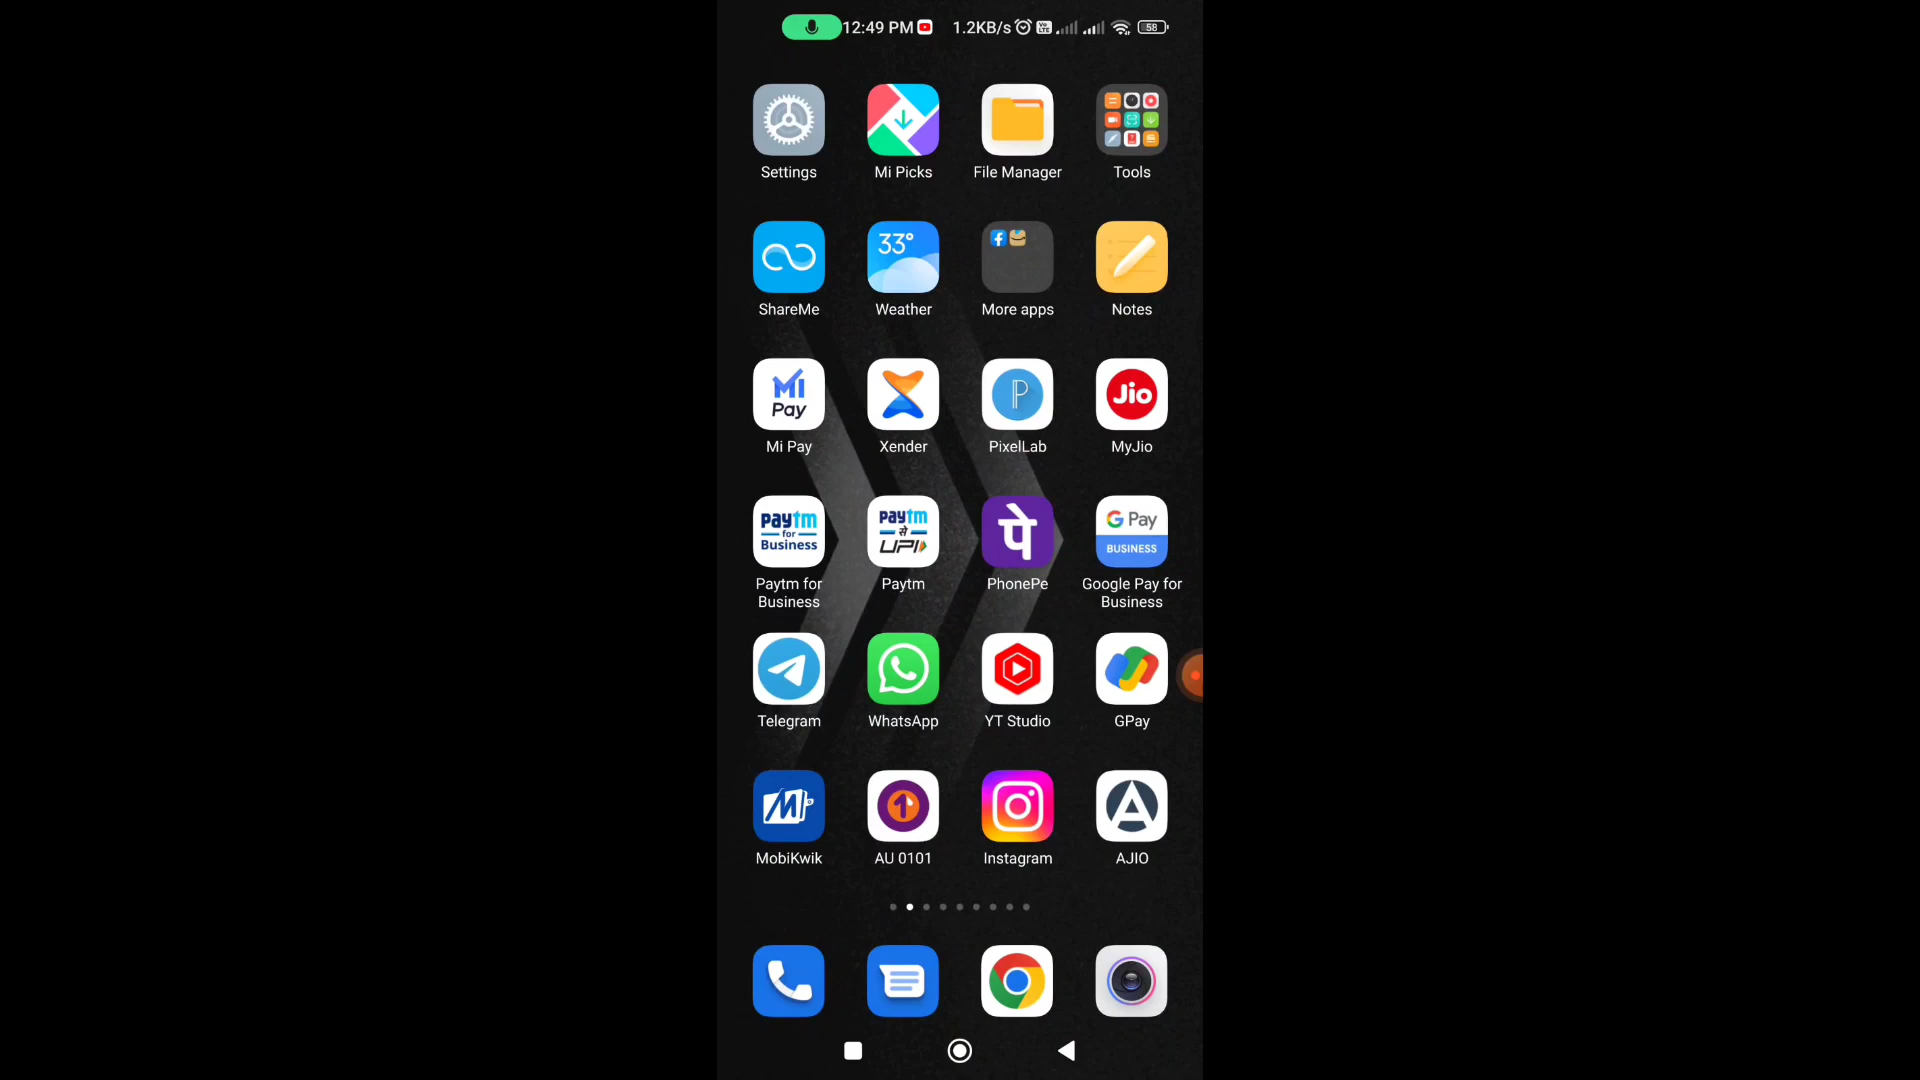 12:49 PM 1.2KB/s Vo LTE 58
Settings Mi Picks File Manager Tools
33°
ShareMe Weather More apps Notes
MI Pay P Jio
Mi Pay Xender PixelLab MyJio
paytm for Business paytm से UPI पे G Pay BUSINESS
Paytm for Business Paytm PhonePe Google Pay for Business
Telegram WhatsApp YT Studio GPay
MobiKwik AU 0101 Instagram AJIO